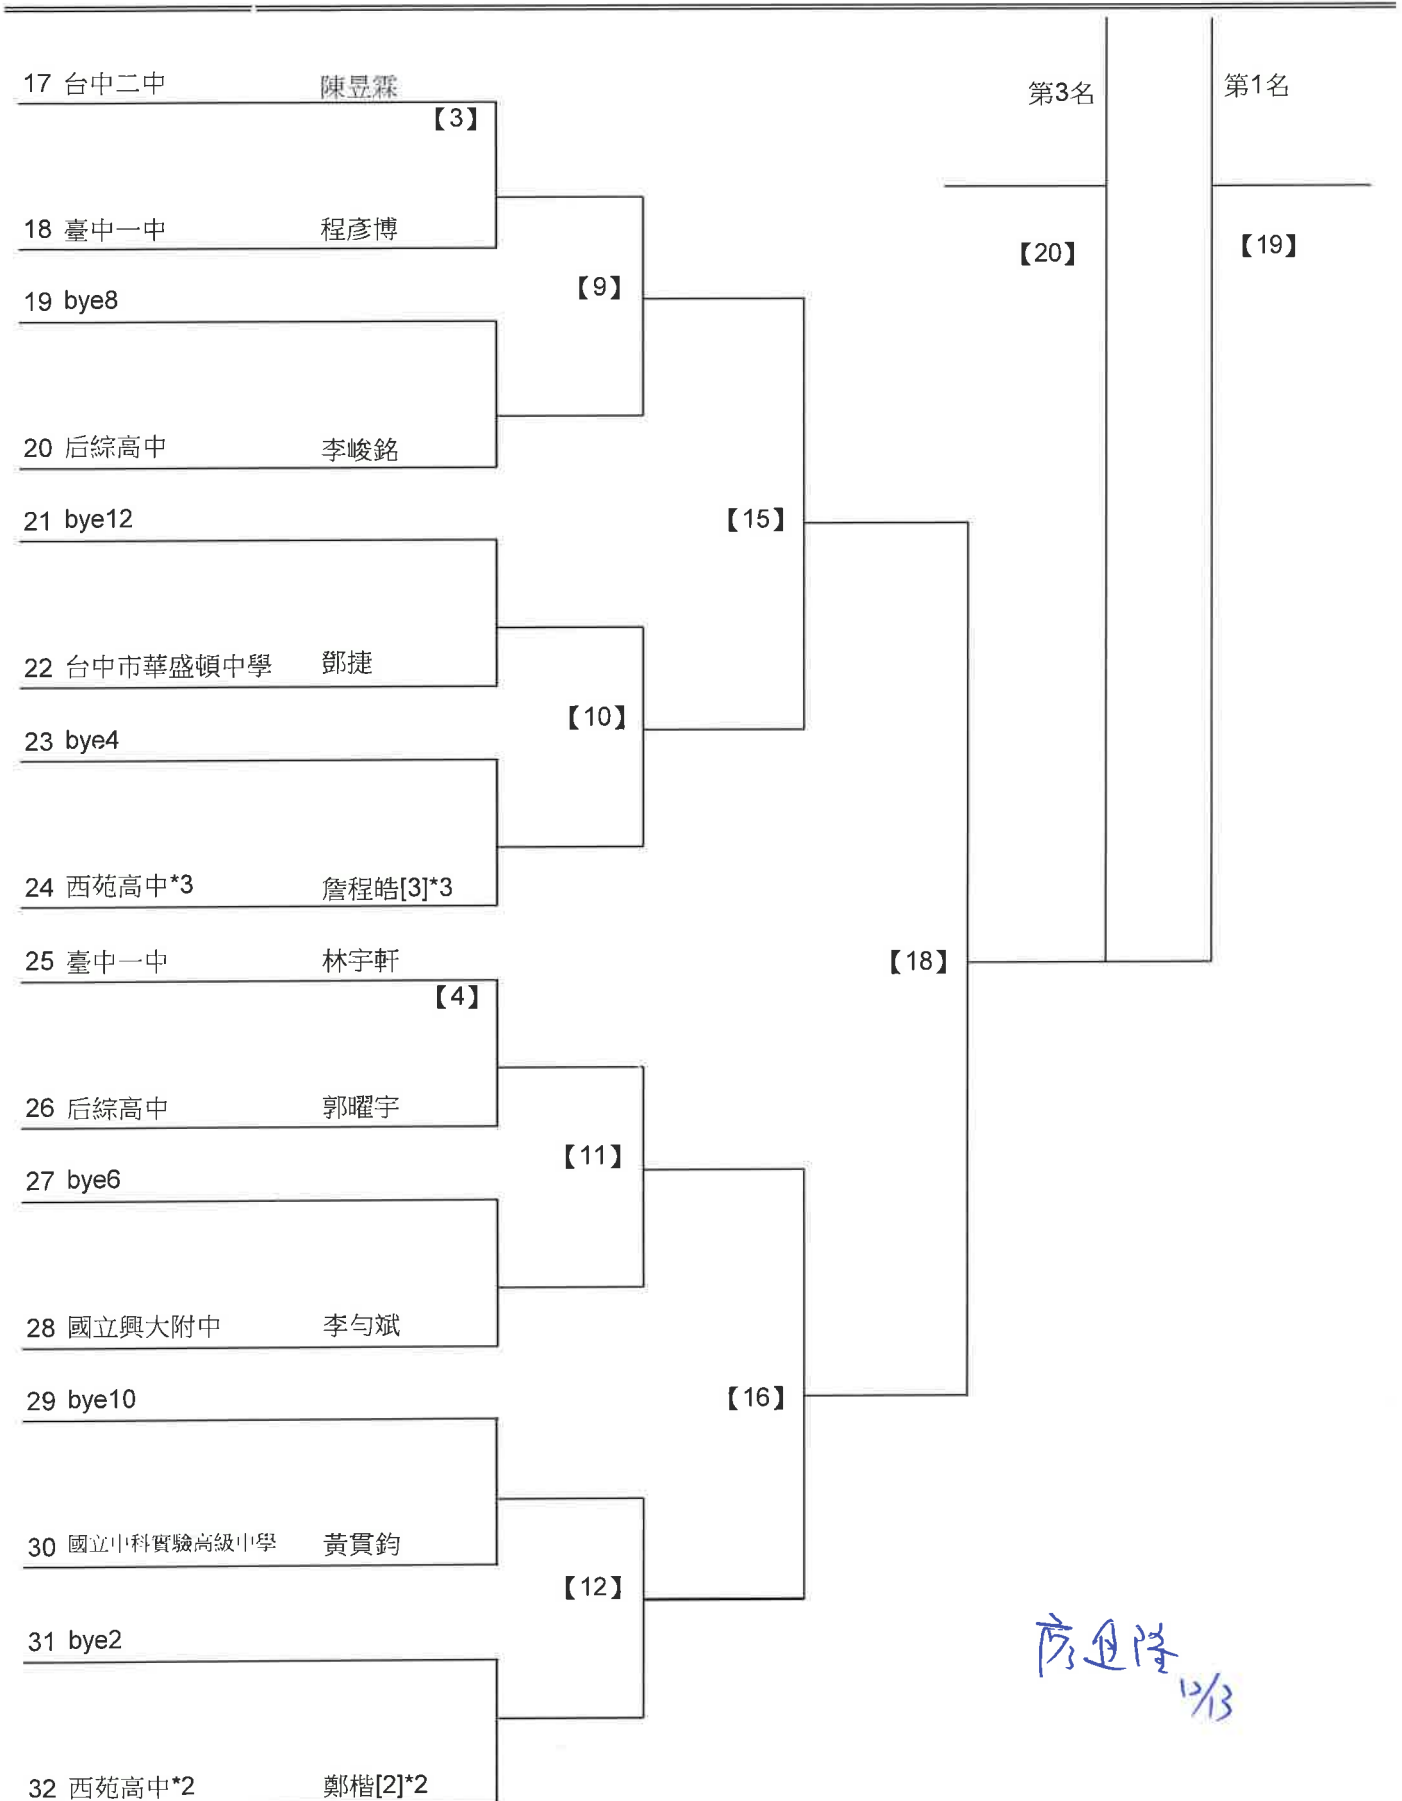 第3名
第1名
17 台中二中 陳昱霖
【3】
18 臺中一中 程彥博
【20】
【19】
19 bye8
【9】
20 后綜高中 李峻銘
21 bye12
【15】
22 台中市華盛頓中學 鄧捷
【10】
23 bye4
24 西苑高中*3 詹程皓[3]*3
25 臺中一中 林宇軒
【18】
【4】
26 后綜高中 郭曜宇
【11】
27 bye6
28 國立興大附中 李勻斌
29 bye10
【16】
30 國立中科實驗高級中學 黃貫鈞
【12】
31 bye2
12/13
32 西苑高中*2 鄭楷[2]*2